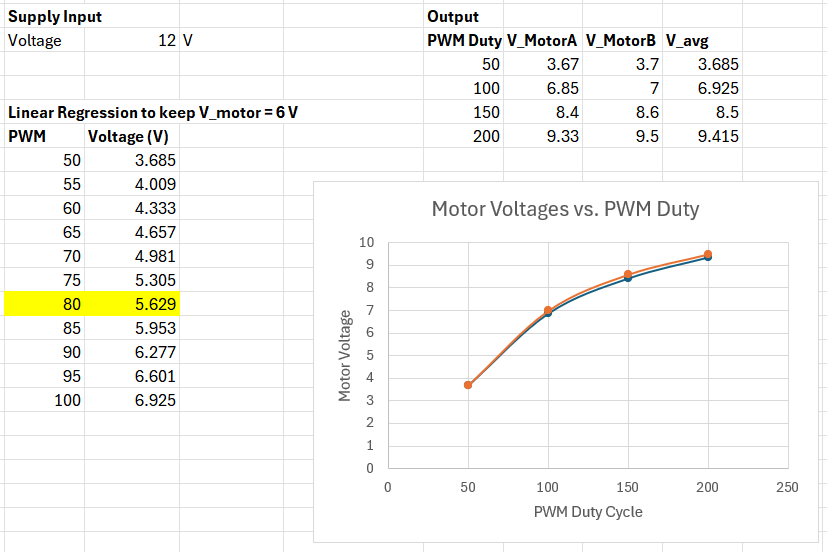 Supply Input
Voltage 12 V
Output
PWM Duty V_MotorA V_MotorB V_avg
50 3.67 3.7 3.685
100 6.85 7 6.925
150 8.4 8.6 8.5
200 9.33 9.5 9.415
Linear Regression to keep V_motor = 6 V
PWM Voltage (V)
50 3.685
55 4.009
60 4.333
65 4.657
70 4.981
75 5.305
80 5.629
85 5.953
90 6.277
95 6.601
100 6.925
Motor Voltages vs. PWM Duty
Motor Voltage
10
9
8
7
6
5
4
3
2
1
0
0 50 100 150 200 250
PWM Duty Cycle